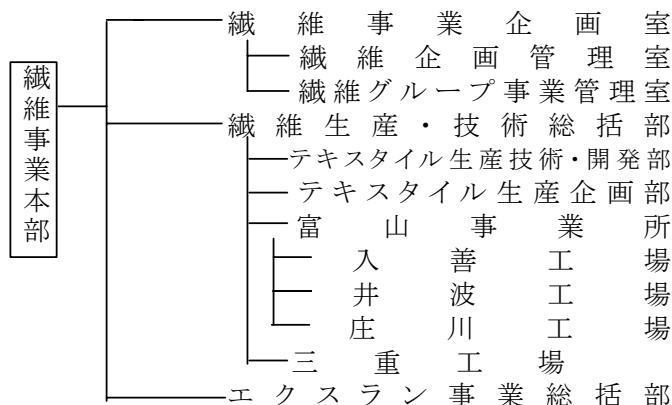 繊維事業本部
繊維事業企画室
繊維企画管理室
繊維グループ事業管理室
繊維生産・技術総括部
テキスタイル生産技術・開発部
テキスタイル生産企画部
富山事業所
入善工場
井波工場
庄川工場
三重工場
エクスラン事業総括部